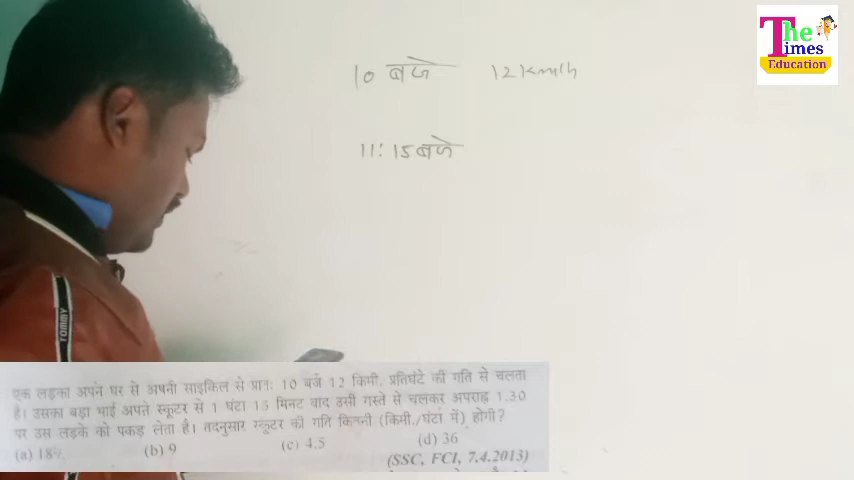 The
Times
Education
10 बजे 12 km/h
11:15 बजे
TOMMY
एक लड़का अपने घर से अपनी साइकिल से प्रातः 10 बजे 12 किमी. प्रतिघंटे की गति से चलता
है। उसका बड़ा भाई अपने स्कूटर से 1 घंटा 15 मिनट बाद उसी रास्ते से चलकर अपराह्न 1.30
पर उस लड़के को पकड़ लेता है। तदनुसार स्कूटर की गति कितनी (किमी./घंटा में) होगी?
(a) 18 (b) 9 (c) 4.5 (d) 36
(SSC, FCI, 7.4.2013)